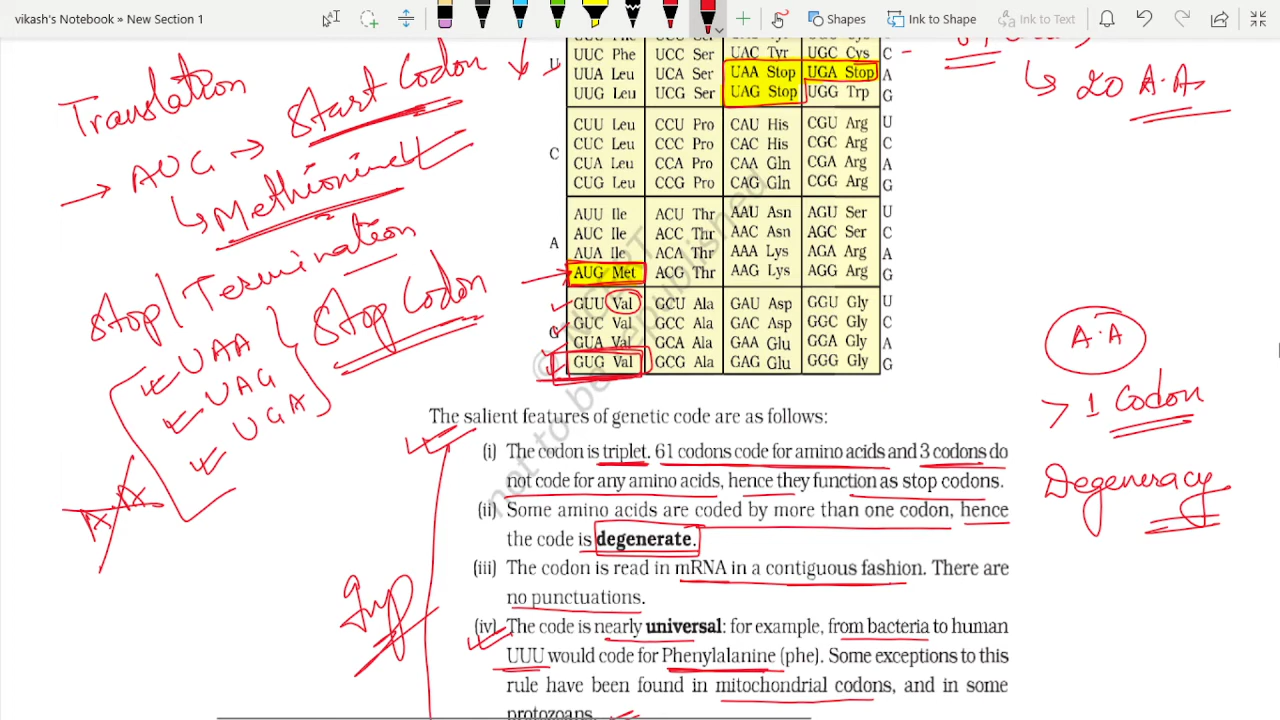 vikash's Notebook » New Section 1
Shapes
Ink to Shape
Ink to Text
Translation
→ AUG → Start Codon
↳ Methionine
Stop/Termination
UAA
UAG
UGA
Stop Codon
A A
Imp
↳ 20 A.A
U
UUC Phe UCC Ser UAC Tyr UGC Cys C
UUA Leu UCA Ser UAA Stop UGA Stop A
UUG Leu UCG Ser UAG Stop UGG Trp G
CUU Leu CCU Pro CAU His CGU Arg U
CUC Leu CCC Pro CAC His CGC Arg C
C
CUA Leu CCA Pro CAA Gln CGA Arg A
CUG Leu CCG Pro CAG Gln CGG Arg G
AUU Ile ACU Thr AAU Asn AGU Ser U
AUC Ile ACC Thr AAC Asn AGC Ser C
A
AUA Ile ACA Thr AAA Lys AGA Arg A
AUG Met ACG Thr AAG Lys AGG Arg G
GUU Val GCU Ala GAU Asp GGU Gly U
GUC Val GCC Ala GAC Asp GGC Gly C
G
GUA Val GCA Ala GAA Glu GGA Gly A
GUG Val GCG Ala GAG Glu GGG Gly G
© NCERT
not to be republished
A.A
> 1 Codon
Degeneracy
The salient features of genetic code are as follows:
(i) The codon is triplet. 61 codons code for amino acids and 3 codons do
not code for any amino acids, hence they function as stop codons.
(ii) Some amino acids are coded by more than one codon, hence
the code is degenerate.
(iii) The codon is read in mRNA in a contiguous fashion. There are
no punctuations.
(iv) The code is nearly universal: for example, from bacteria to human
UUU would code for Phenylalanine (phe). Some exceptions to this
rule have been found in mitochondrial codons, and in some
protozoans.